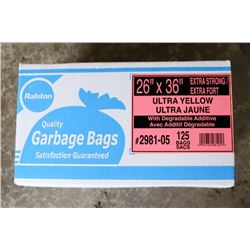 Ralston
Quality
Garbage Bags
Satisfaction Guaranteed
26" x 36" EXTRA STRONG/
EXTRA FORT
ULTRA YELLOW
ULTRA JAUNE
With Degradable Additive
Avec Additif Dégradable
#2981-05
125
BAGS
SACS